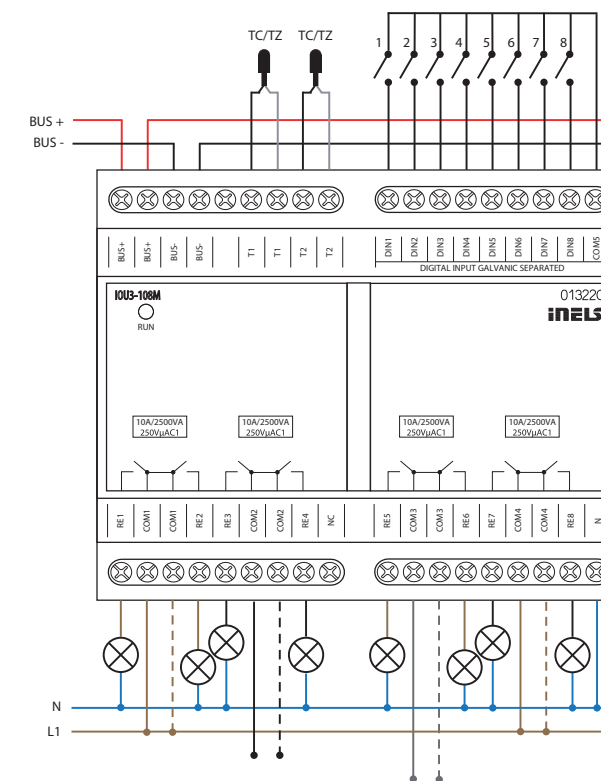 TC/TZ TC/TZ
1 2 3 4 5 6 7 8
BUS +
BUS -
BUS+ BUS+ BUS- BUS- T1 T1 T2 T2 DIN1 DIN2 DIN3 DIN4 DIN5 DIN6 DIN7 DIN8 COM5
DIGITAL INPUT GALVANIC SEPARATED
IOU3-108M
RUN
013220
iNELS
10A/2500VA 10A/2500VA 10A/2500VA 10A/2500VA
250VµAC1 250VµAC1 250VµAC1 250VµAC1
RE1 COM1 COM1 RE2 RE3 COM2 COM2 RE4 NC RE5 COM3 COM3 RE6 RE7 COM4 COM4 RE8 N
N
L1